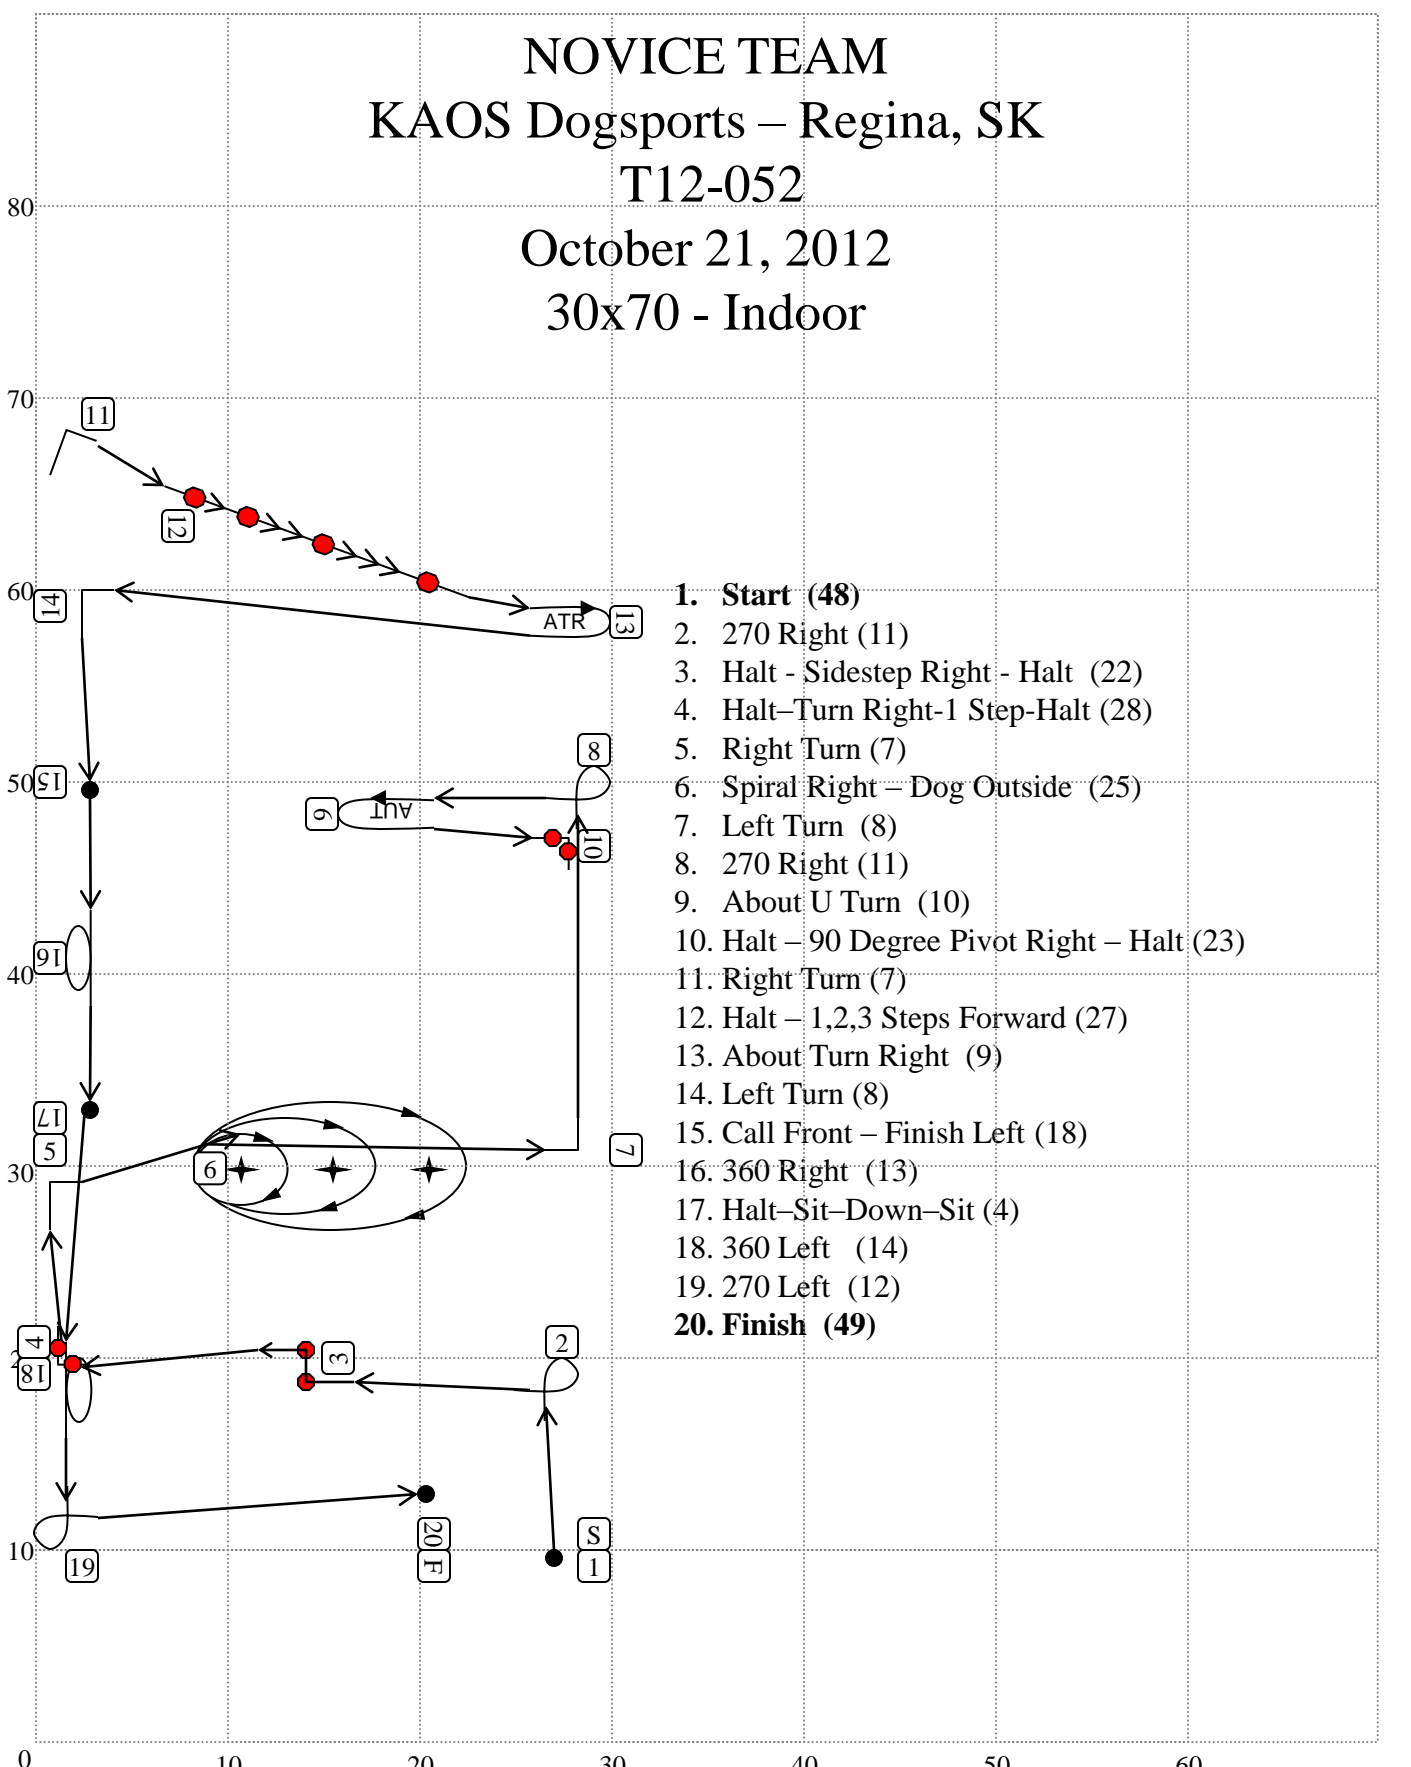 NOVICE TEAM
KAOS Dogsports – Regina, SK
T12-052
October 21, 2012
30x70 - Indoor
80
70
11
12
60
14
ATR
13
1. Start (48)
2. 270 Right (11)
3. Halt - Sidestep Right - Halt (22)
4. Halt–Turn Right-1 Step-Halt (28)
5. Right Turn (7)
6. Spiral Right – Dog Outside (25)
7. Left Turn (8)
8. 270 Right (11)
9. About U Turn (10)
10. Halt – 90 Degree Pivot Right – Halt (23)
11. Right Turn (7)
12. Halt – 1,2,3 Steps Forward (27)
13. About Turn Right (9)
14. Left Turn (8)
15. Call Front – Finish Left (18)
16. 360 Right (13)
17. Halt–Sit–Down–Sit (4)
18. 360 Left (14)
19. 270 Left (12)
20. Finish (49)
8
50
15
9
AUT
10
16
40
17
5
7
6
30
4
3
2
18
20
S
10
19
F
1
0
10
20
30
40
50
60